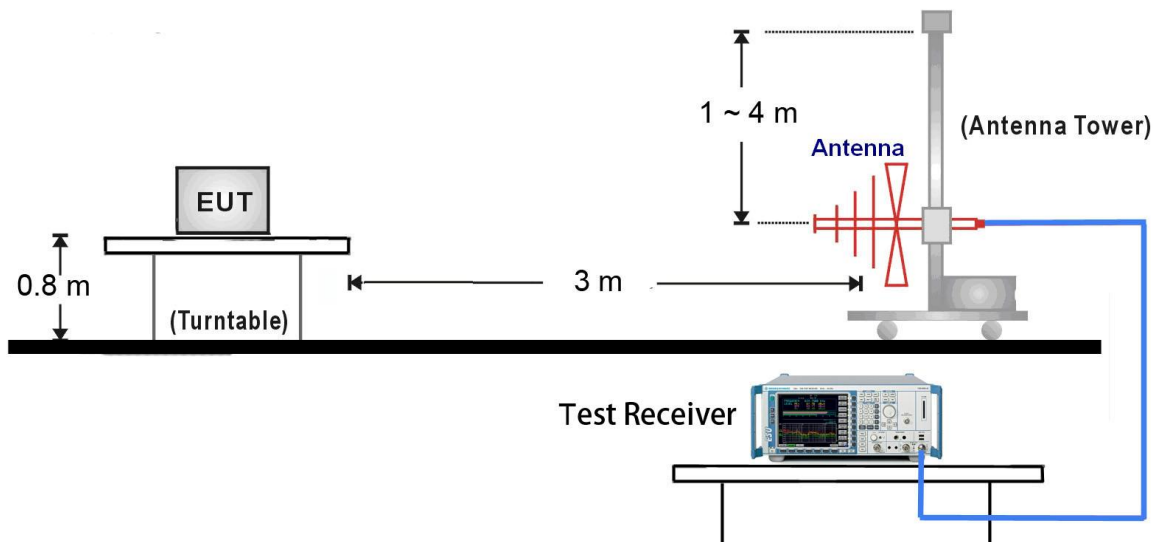 1 ~ 4 m
(Antenna Tower)
Antenna
EUT
0.8 m
3 m
(Turntable)
Test Receiver